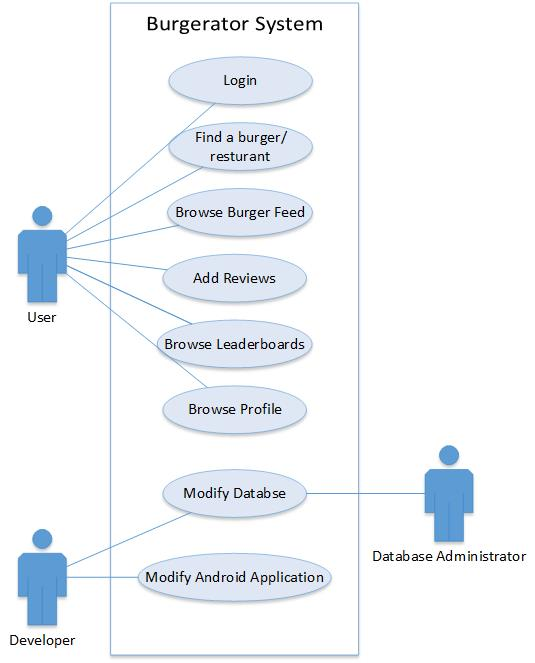 Burgerator System
Login
Find a burger/
resturant
Browse Burger Feed
Add Reviews
User
Browse Leaderboards
Browse Profile
Modify Databse
Database Administrator
Modify Android Application
Developer